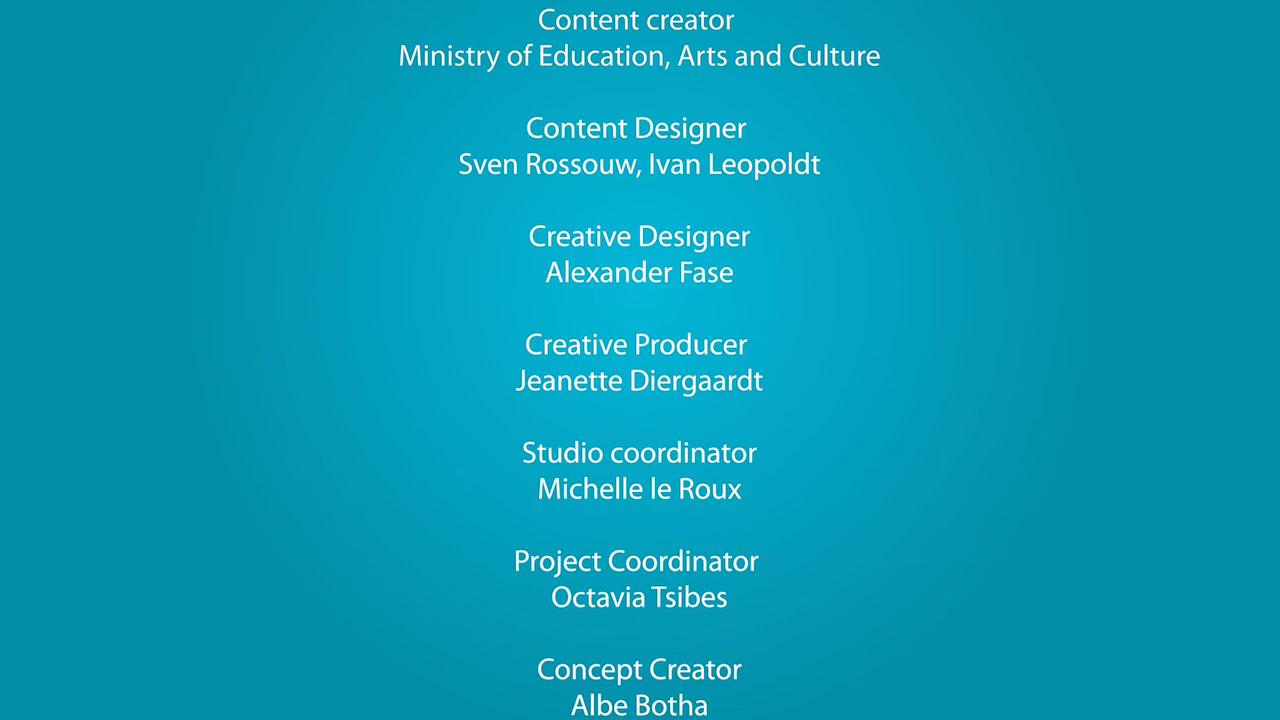 Content creator
Ministry of Education, Arts and Culture
Content Designer
Sven Rossouw, Ivan Leopoldt
Creative Designer
Alexander Fase
Creative Producer
Jeanette Diergaardt
Studio coordinator
Michelle le Roux
Project Coordinator
Octavia Tsibes
Concept Creator
Albe Botha